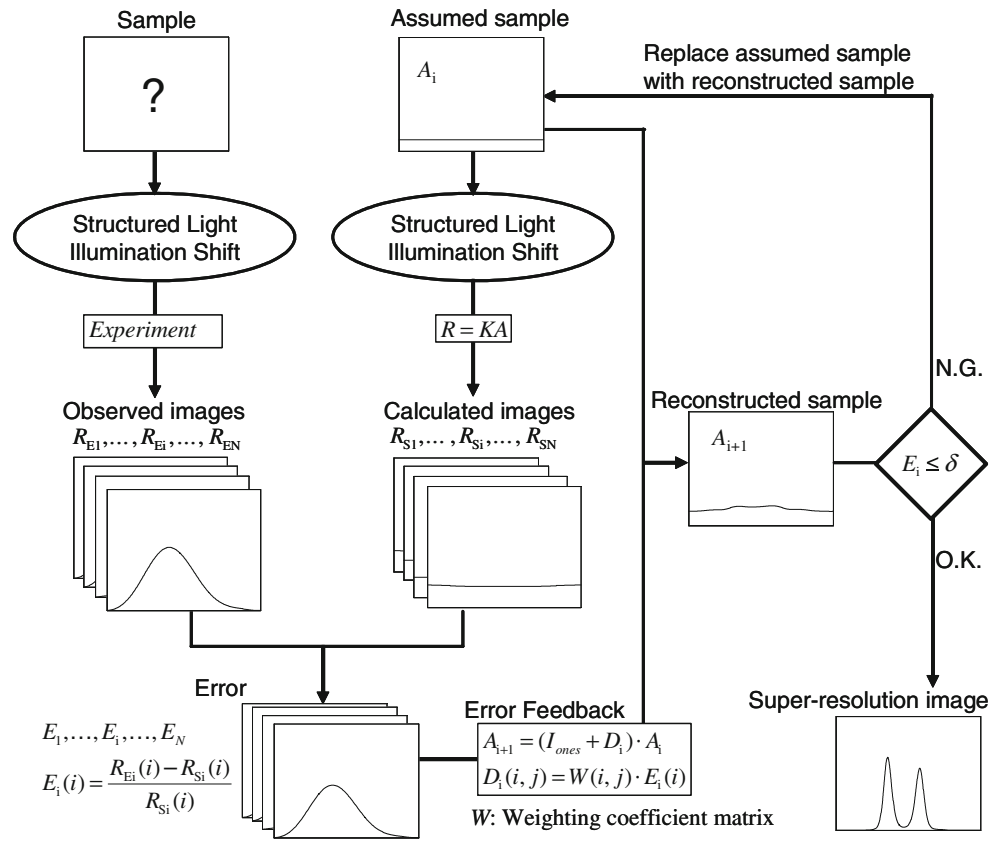 Sample
?
Structured Light
Illumination Shift
Experiment
Observed images
R_E1,…, R_Ei,…, R_EN
Assumed sample
A_i
Structured Light
Illumination Shift
R = KA
Calculated images
R_S1,…, R_Si,…, R_SN
Replace assumed sample
with reconstructed sample
Reconstructed sample
A_i+1
N.G.
E_i ≤ δ
O.K.
Super-resolution image
Error
E_1,…,E_i,…,E_N
E_i(i) = (R_Ei(i) − R_Si(i)) / R_Si(i)
Error Feedback
A_i+1 = (I_ones + D_i)· A_i
D_i(i, j) = W(i, j)· E_i(i)
W: Weighting coefficient matrix